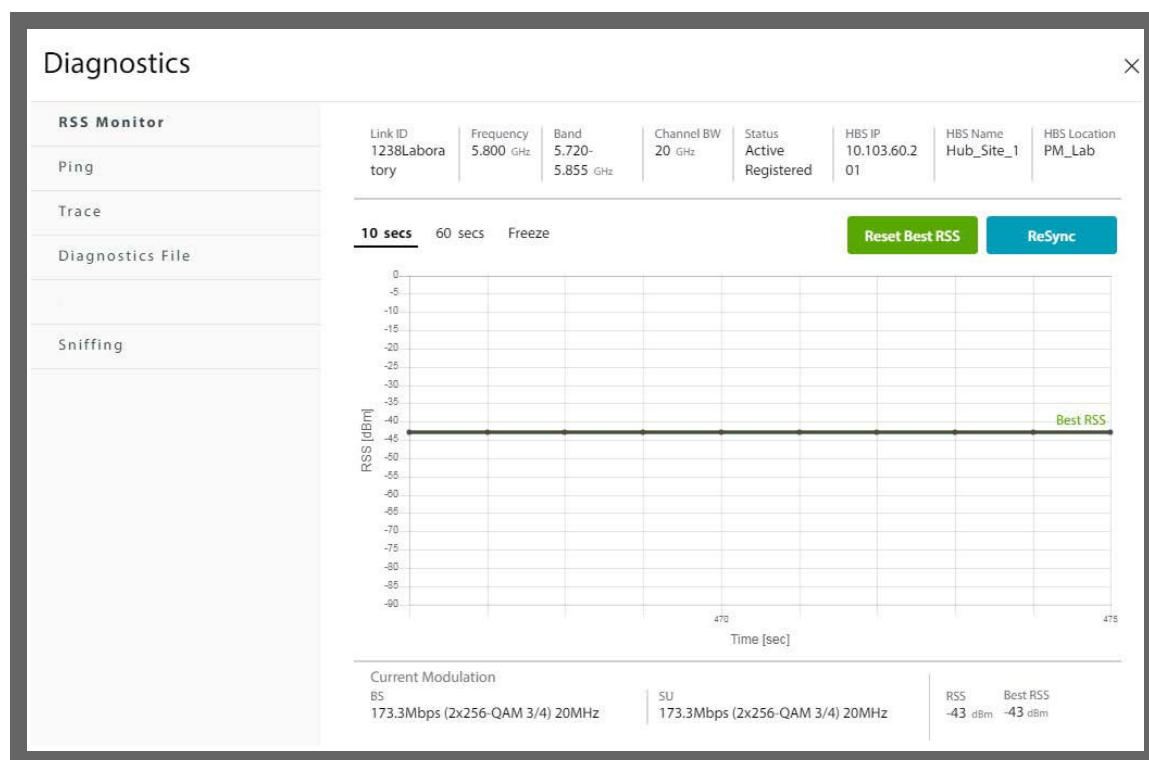 Diagnostics
RSS Monitor
Ping
Trace
Diagnostics File
Sniffing
Link ID
1238Labora
tory
Frequency
5.800 GHz
Band
5.720-
5.855 GHz
Channel BW
20 GHz
Status
Active
Registered
HBS IP
10.103.60.2
01
HBS Name
Hub_Site_1
HBS Location
PM_Lab
10 secs 60 secs Freeze
Reset Best RSS
ReSync
RSS [dBm]
0
-5
-10
-15
-20
-25
-30
-35
-40
-45
-50
-55
-60
-65
-70
-75
-80
-85
-90
Best RSS
470 475
Time [sec]
Current Modulation
BS
173.3Mbps (2x256-QAM 3/4) 20MHz
SU
173.3Mbps (2x256-QAM 3/4) 20MHz
RSS
-43 dBm
Best RSS
-43 dBm